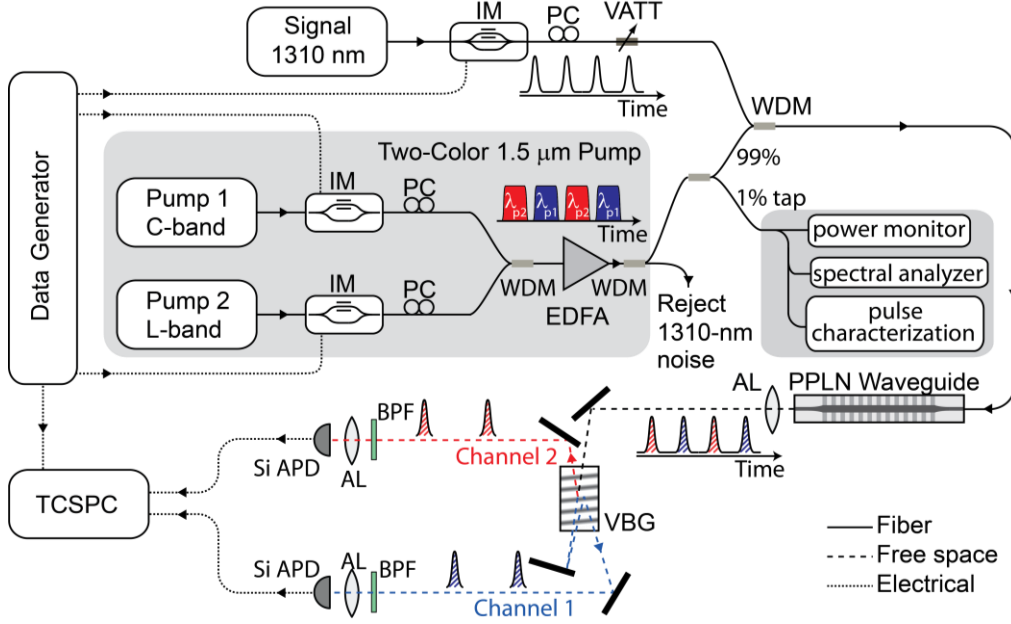 Signal
1310 nm
IM
PC
VATT
Time
WDM
99%
1% tap
Data Generator
Two-Color 1.5 μm Pump
Pump 1
C-band
IM
PC
λp2 λp1 λp2 λp1
Time
Pump 2
L-band
IM
PC
WDM
EDFA
WDM
Reject
1310-nm
noise
power monitor
spectral analyzer
pulse
characterization
AL
PPLN Waveguide
Time
BPF
Si APD
AL
Channel 2
TCSPC
VBG
Si APD
AL
BPF
Channel 1
Fiber
Free space
Electrical